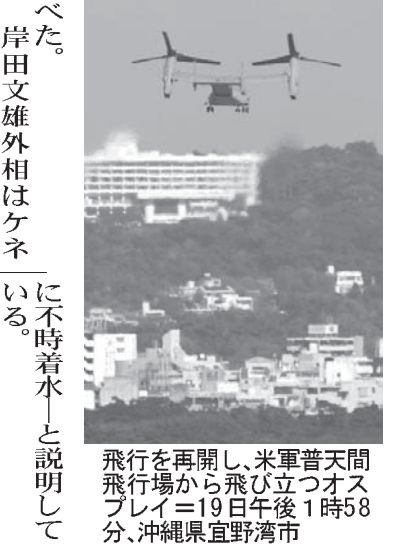 べた。
岸田文雄外相はケネ
に不時着水―と説明して
いる。
飛行を再開し、米軍普天間
飛行場から飛び立つオス
プレイ＝19日午後１時58
分、沖縄県宜野湾市